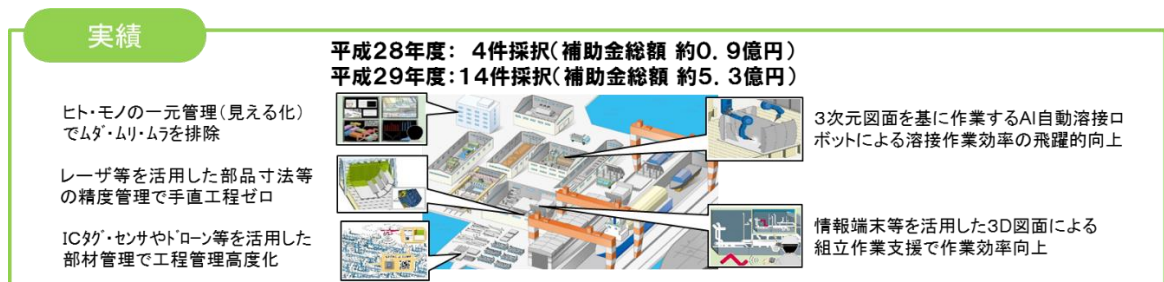 実績
平成28年度： 4件採択（補助金総額 約0．9億円）
平成29年度：14件採択（補助金総額 約5．3億円）
ヒト・モノの一元管理（見える化）
でムダ・ムリ・ムラを排除
レーザ等を活用した部品寸法等
の精度管理で手直工程ゼロ
ICﾀｸﾞ・センサやﾄﾞローン等を活用した
部材管理で工程管理高度化
3次元図面を基に作業するAI自動溶接ロ
ボットによる溶接作業効率の飛躍的向上
情報端末等を活用した3D図面による
組立作業支援で作業効率向上